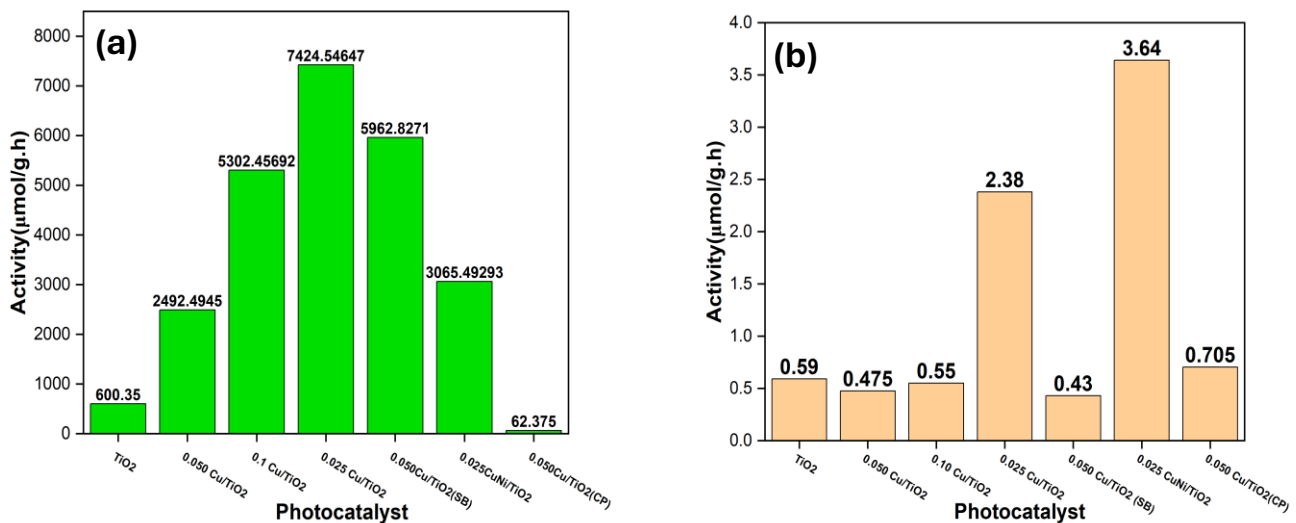 (a)
Activity(μmol/g.h)
8000
7000
6000
5000
4000
3000
2000
1000
0
600.35
2492.4945
5302.45692
7424.54647
5962.8271
3065.49293
62.375
TiO2
0.050 Cu/TiO2
0.1 Cu/TiO2
0.025 Cu/TiO2
0.050Cu/TiO2(SB)
0.025CuNi/TiO2
0.050Cu/TiO2(CP)
Photocatalyst
(b)
Activity(μmol/g.h)
4.0
3.5
3.0
2.5
2.0
1.5
1.0
0.5
0.0
0.59
0.475
0.55
2.38
0.43
3.64
0.705
TiO2
0.050 Cu/TiO2
0.10 Cu/TiO2
0.025 Cu/TiO2
0.050 Cu/TiO2 (SB)
0.025 CuNi/TiO2
0.050 Cu/TiO2(CP)
Photocatalyst